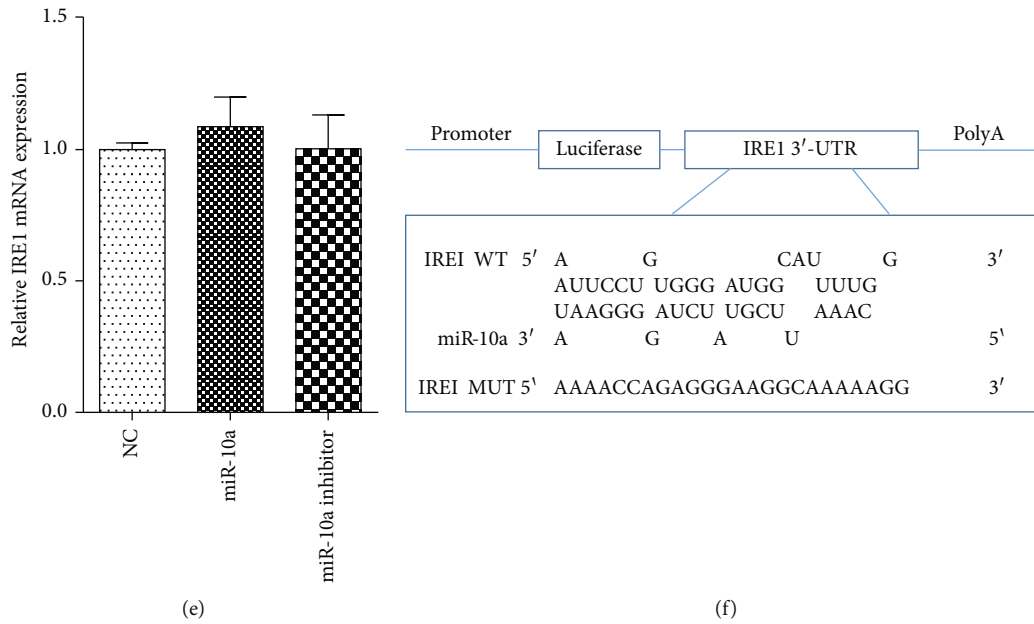 1.5
1.0
0.5
0.0
Relative IRE1 mRNA expression
NC
miR-10a
miR-10a inhibitor
(e)
Promoter
Luciferase
IRE1 3′-UTR
PolyA
IREI WT 5′ A G CAU G 3′
AUUCCU UGGG AUGG UUUG
UAAGGG AUCU UGCU AAAC
miR-10a 3′ A G A U 5‵
IREI MUT 5‵ AAAACCAGAGGGAAGGCAAAAAGG 3′
(f)